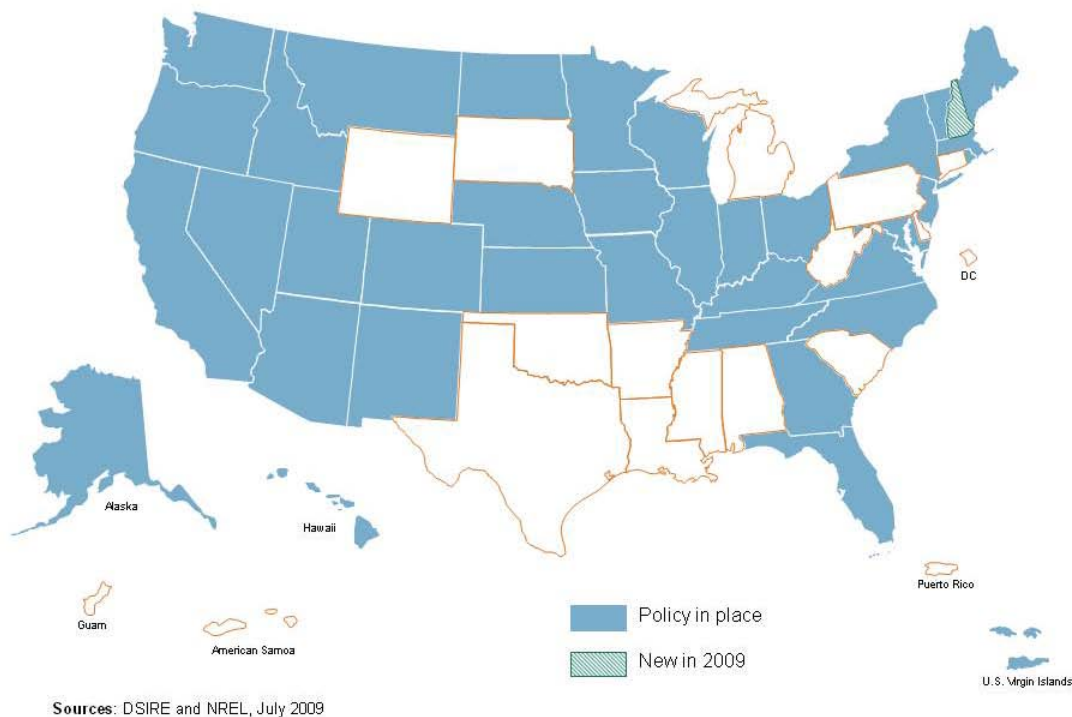 DC
Alaska
Hawaii
Puerto Rico
Guam
American Samoa
Policy in place
New in 2009
U.S. Virgin Islands
Sources: DSIRE and NREL, July 2009